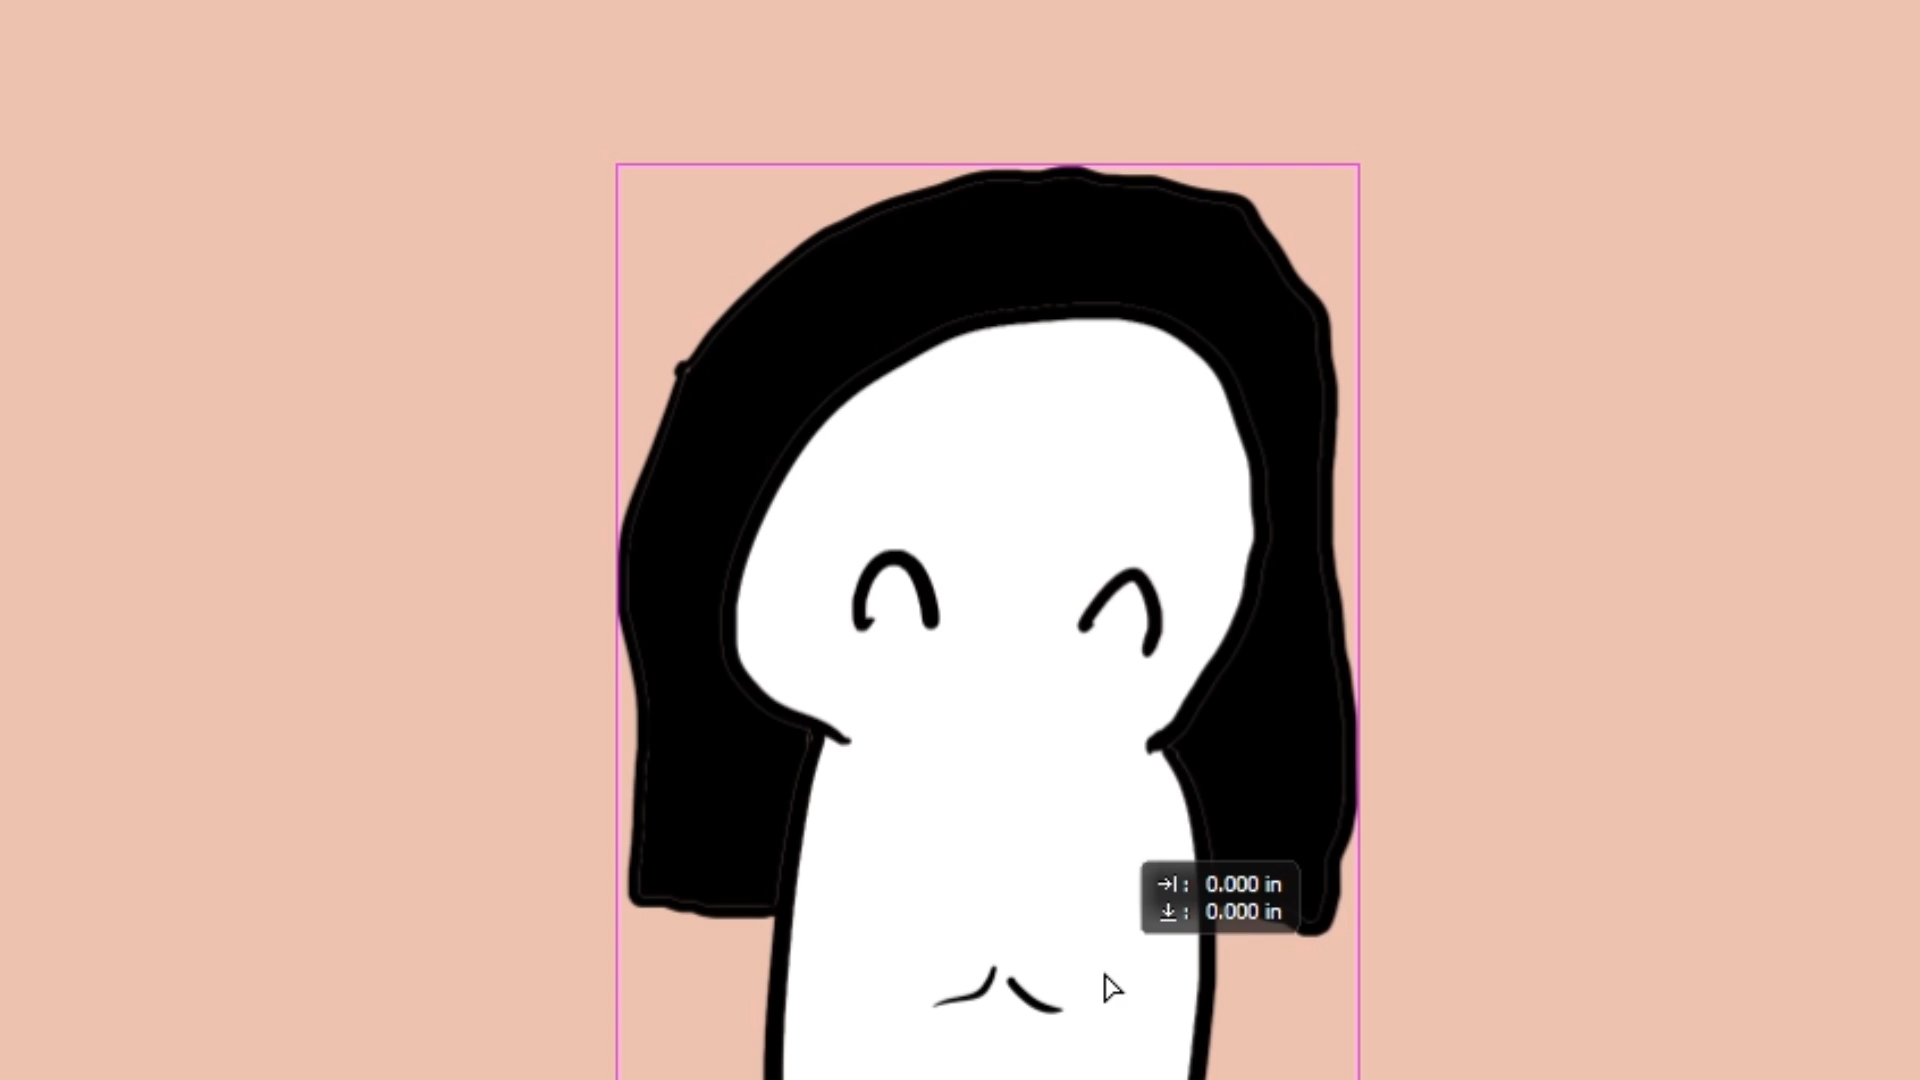 →| : 0.000 in
↓ : 0.000 in